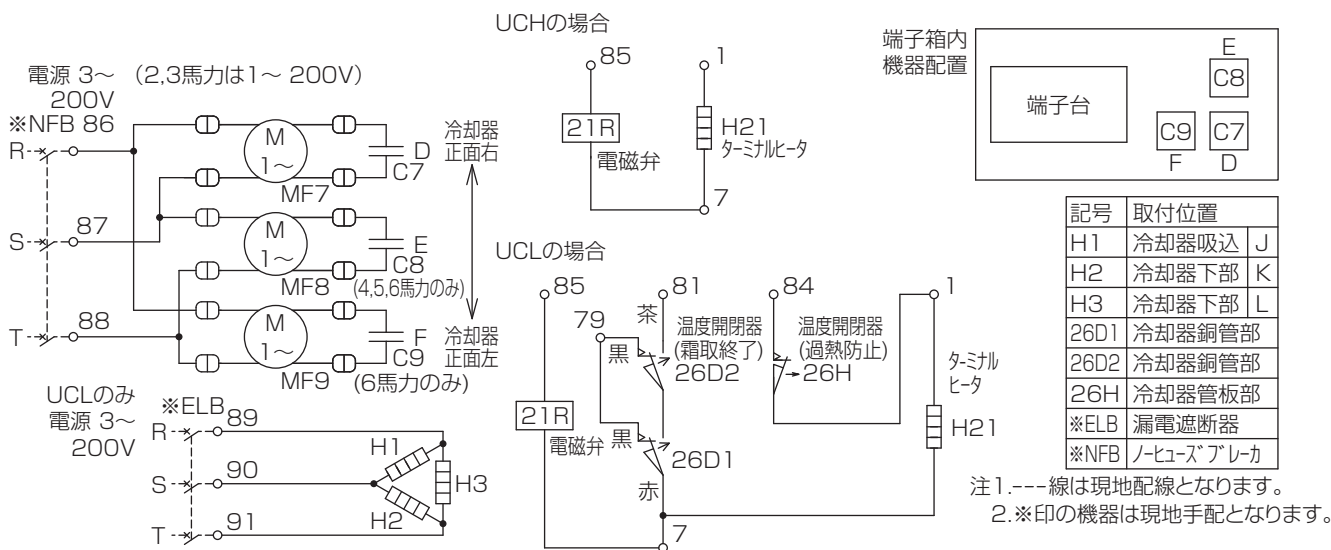 電源 3～ (2,3馬力は1～ 200V)
200V
※NFB 86
R
S
87
T
88
M
1～
MF7
D
C7
M
1～
MF8
E
C8
(4,5,6馬力のみ)
M
1～
MF9
F
C9
(6馬力のみ)
冷却器
正面右
冷却器
正面左
UCLのみ
電源 3～
200V
※ELB
R
89
S
90
T
91
H1
H2
H3
UCHの場合
85
1
21R
電磁弁
H21
ターミナルヒータ
7
UCLの場合
85
81
84
1
茶
79
黒
温度開閉器
(霜取終了)
26D2
温度開閉器
(過熱防止)
26H
ターミナル
ヒータ
H21
21R
電磁弁
黒
26D1
赤
7
端子箱内
機器配置
端子台
E
C8
C9
C7
F
D
記号 取付位置
H1 冷却器吸込 J
H2 冷却器下部 K
H3 冷却器下部 L
26D1 冷却器銅管部
26D2 冷却器銅管部
26H 冷却器管板部
※ELB 漏電遮断器
※NFB ノーヒューズブレーカ
注1.---線は現地配線となります。
2.※印の機器は現地手配となります。